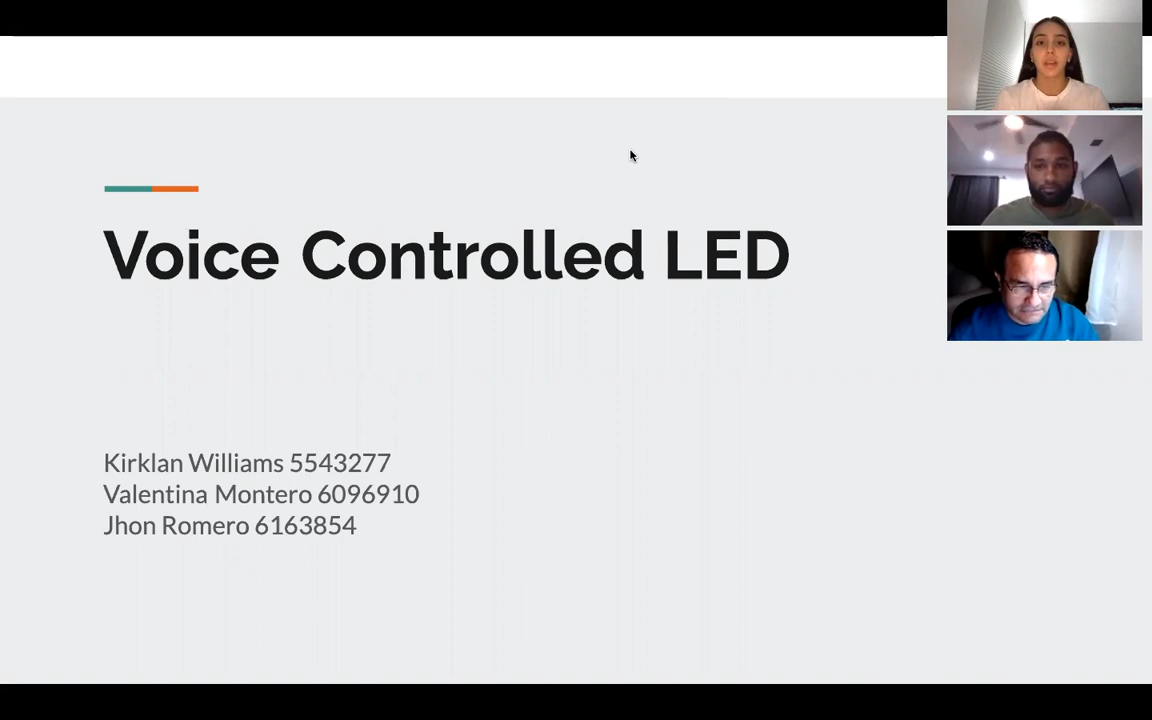 Voice Controlled LED
Kirklan Williams 5543277
Valentina Montero 6096910
Jhon Romero 6163854